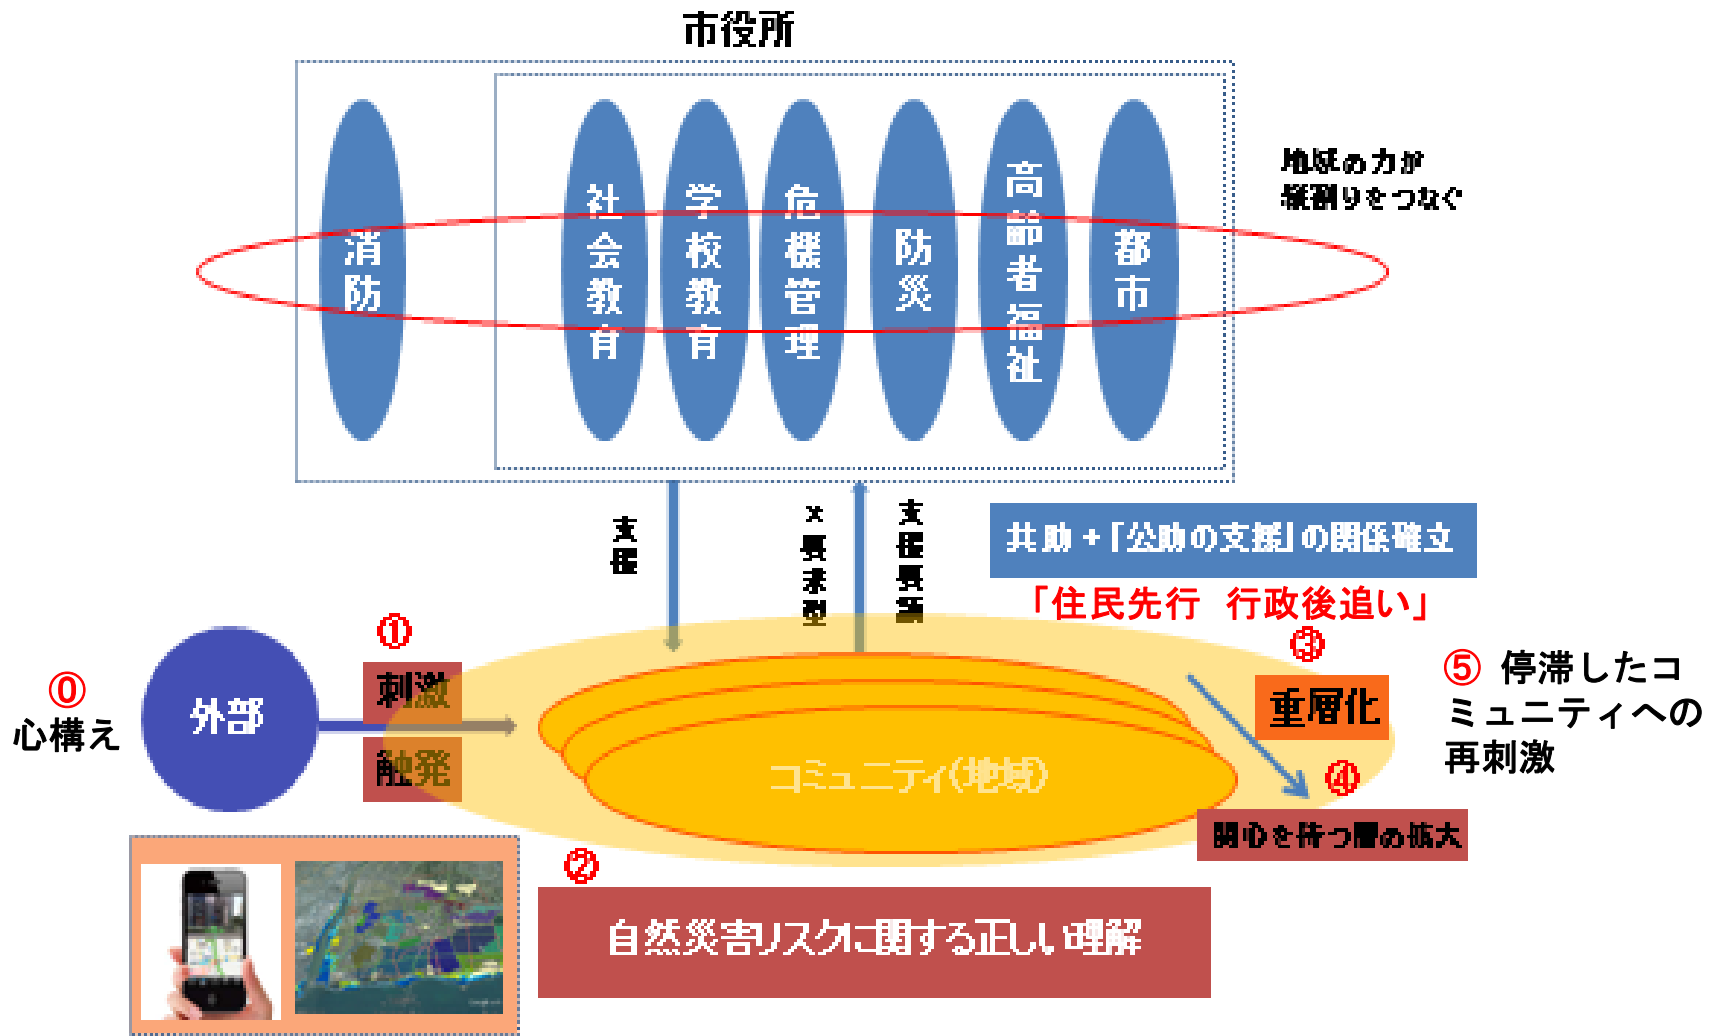 市役所
地域の力が
縦割りをつなぐ
消防
社会教育
学校教育
危機管理
防災
高齢者福祉
都市
支援
×要求型
支援要請
共助+「公助の支援」の関係確立
「住民先行 行政後追い」
⓪
心構え
外部
①
刺激
触発
コミュニティ(地域)
③
重層化
④
関心を持つ層の拡大
⑤ 停滞したコ
ミュニティへの
再刺激
②
自然災害リスクに関する正しい理解